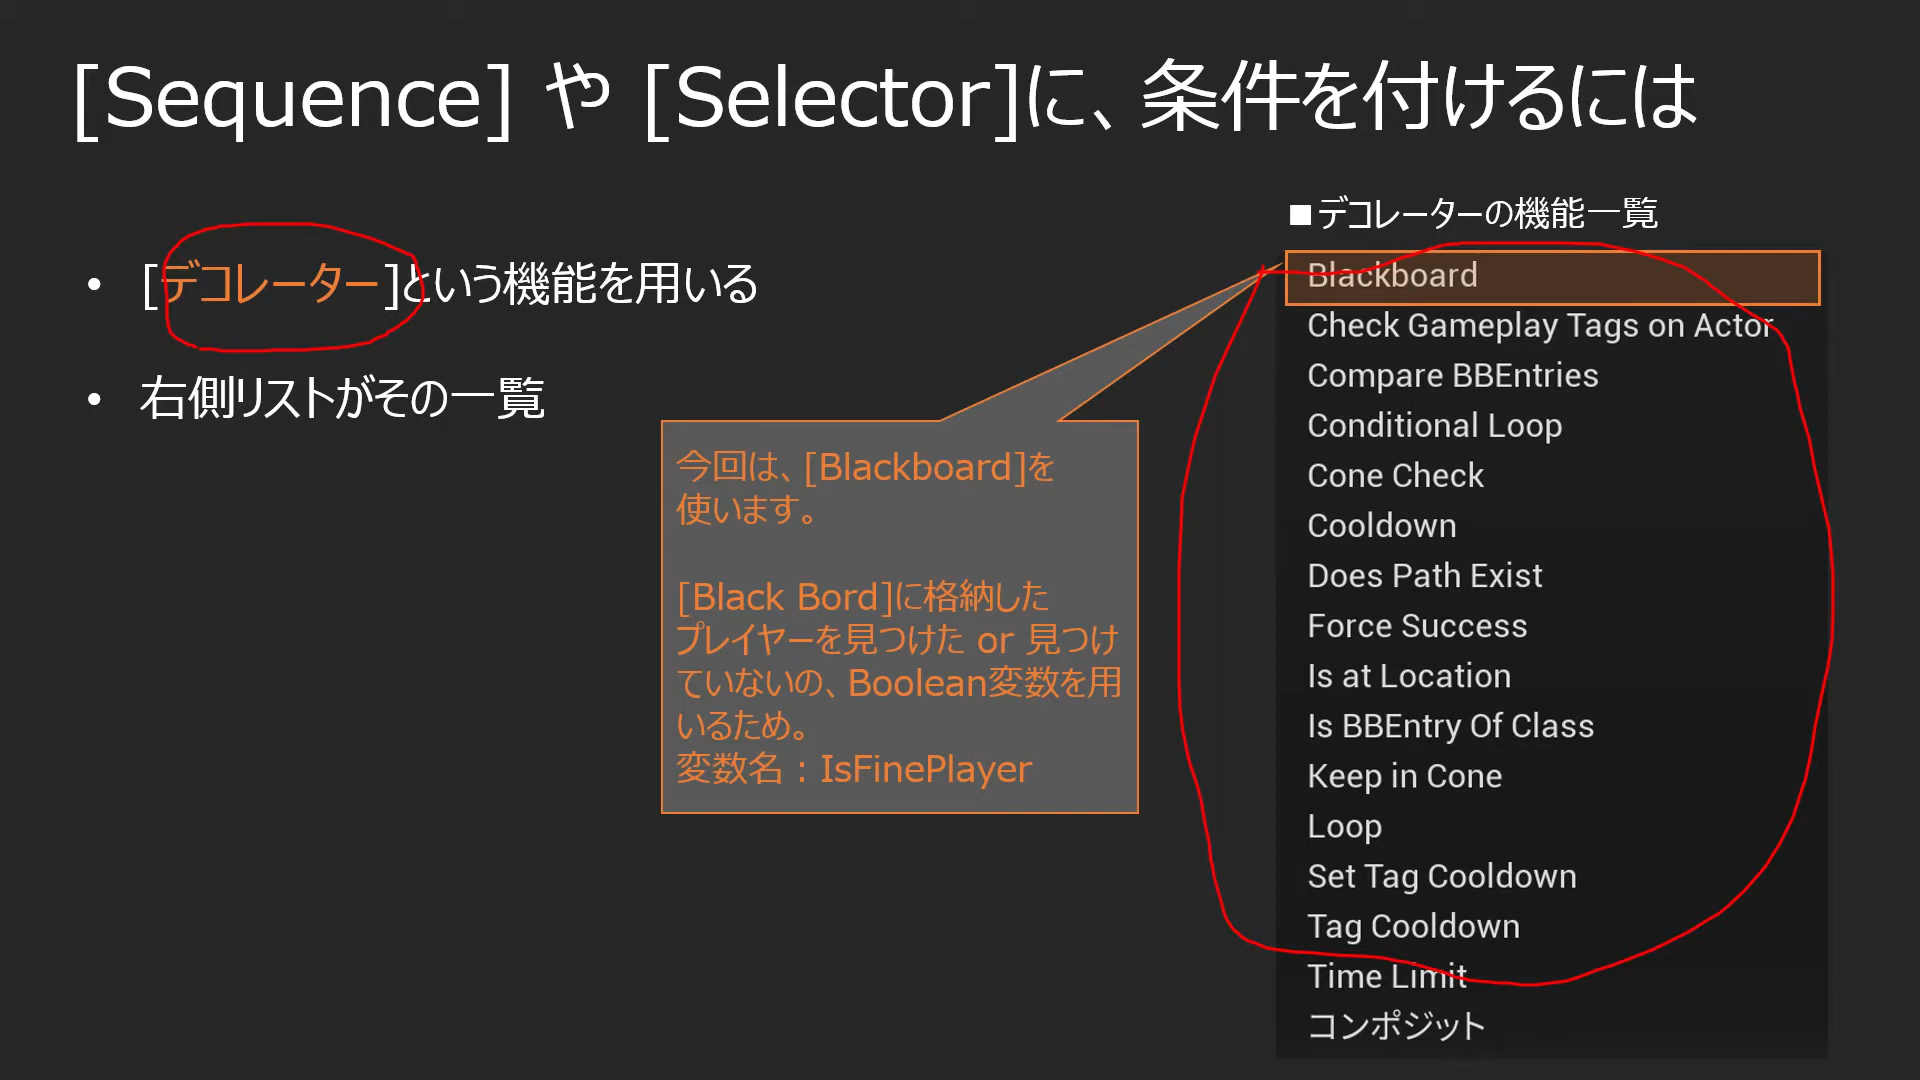 [Sequence] や [Selector]に、条件を付けるには
• [デコレーター]という機能を用いる
• 右側リストがその一覧
今回は、[Blackboard]を
使います。
[Black Bord]に格納した
プレイヤーを見つけた or 見つけ
ていないの、Boolean変数を用
いるため。
変数名：IsFinePlayer
■デコレーターの機能一覧
Blackboard
Check Gameplay Tags on Actor
Compare BBEntries
Conditional Loop
Cone Check
Cooldown
Does Path Exist
Force Success
Is at Location
Is BBEntry Of Class
Keep in Cone
Loop
Set Tag Cooldown
Tag Cooldown
Time Limit
コンポジット